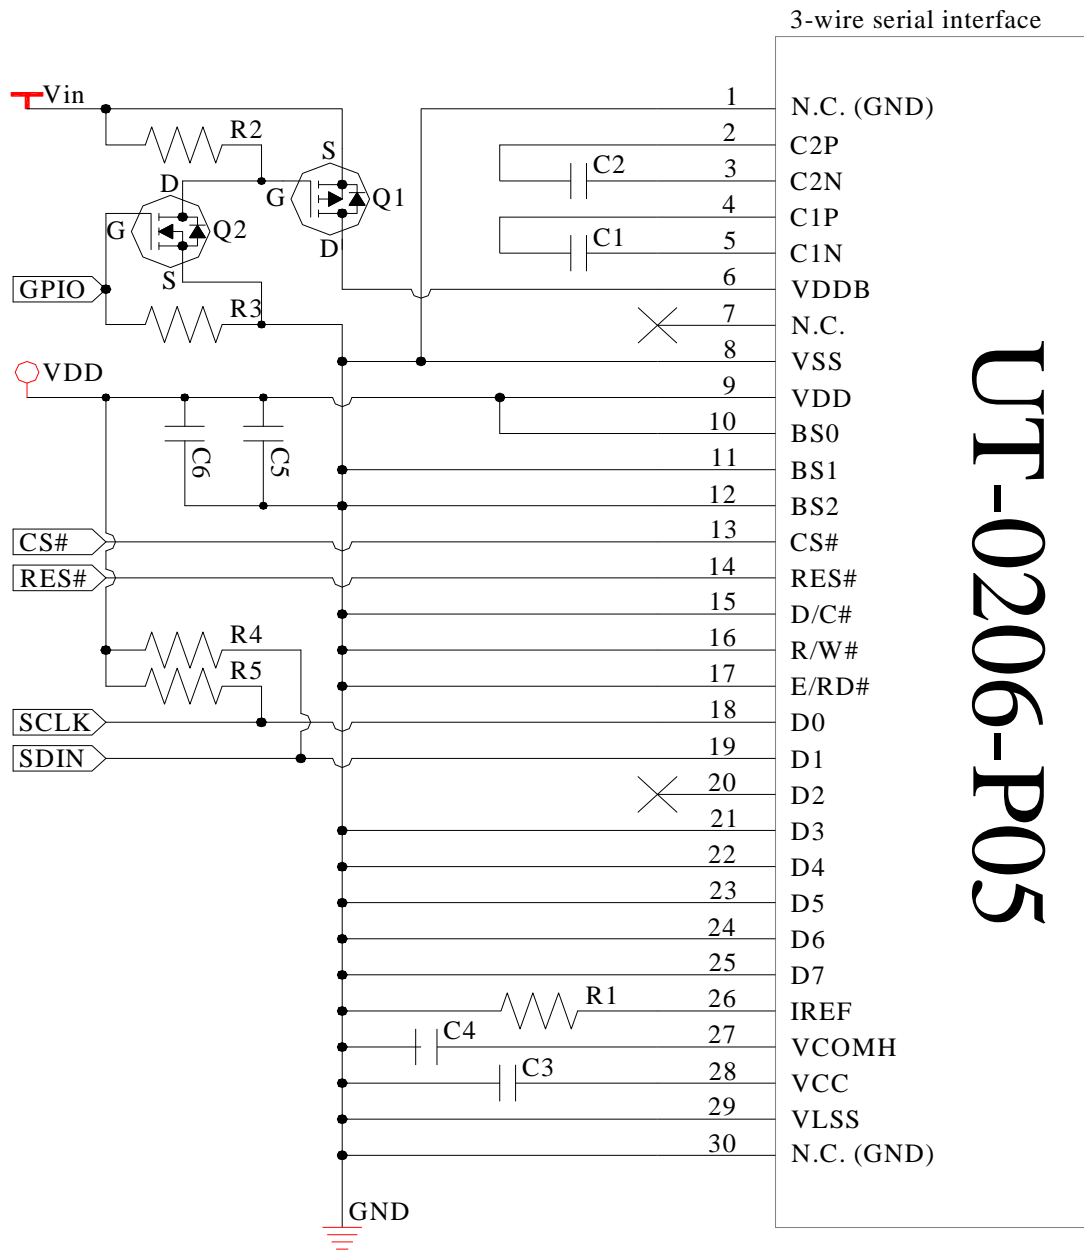 3-wire serial interface
Vin
R2
S
D
G
Q1
G
Q2
D
S
GPIO
R3
VDD
C6
C5
CS#
RES#
R4
R5
SCLK
SDIN
C2
C1
R1
C4
C3
GND
1 N.C. (GND)
2 C2P
3 C2N
4 C1P
5 C1N
6 VDDB
7 N.C.
8 VSS
9 VDD
10 BS0
11 BS1
12 BS2
13 CS#
14 RES#
15 D/C#
16 R/W#
17 E/RD#
18 D0
19 D1
20 D2
21 D3
22 D4
23 D5
24 D6
25 D7
26 IREF
27 VCOMH
28 VCC
29 VLSS
30 N.C. (GND)
UT-0206-P05